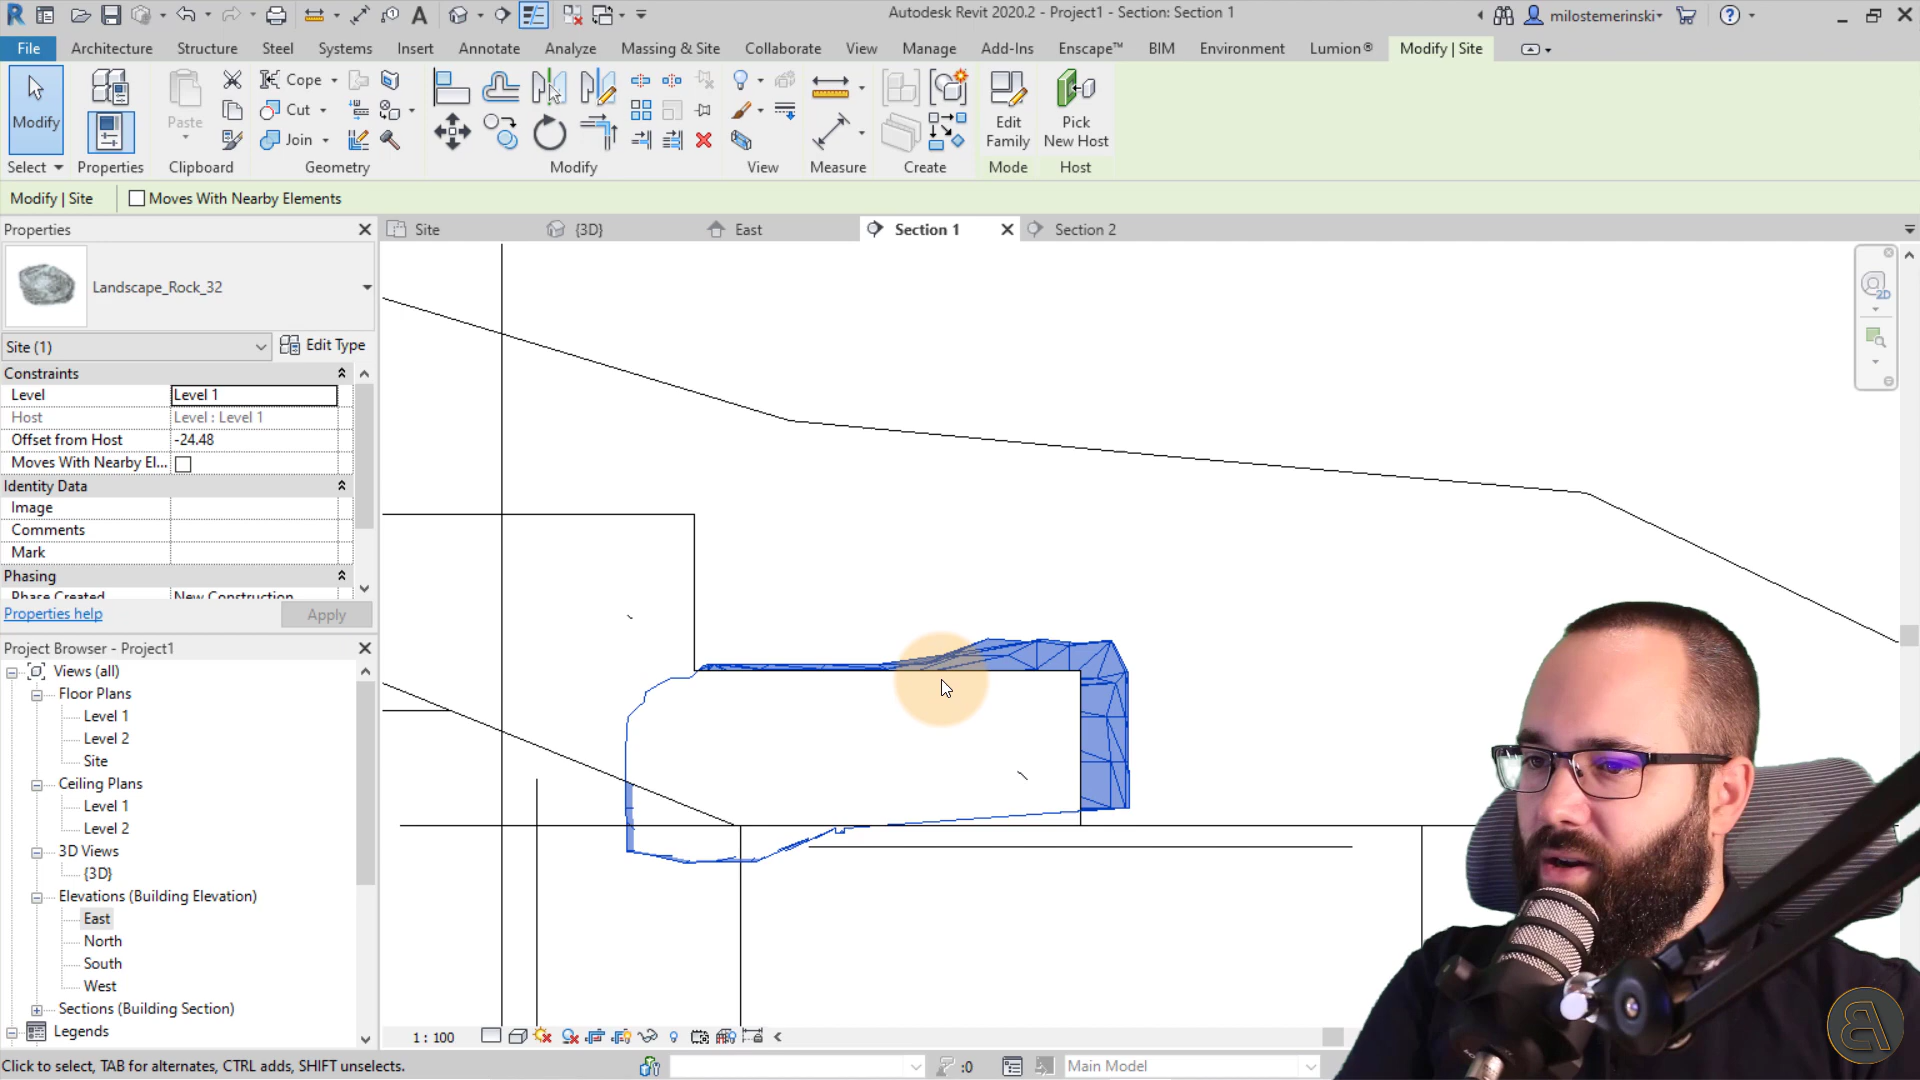 Autodesk Revit 2020.2 - Project1 - Section: Section 1
milostemerinski
File
Architecture
Structure
Steel
Systems
Insert
Annotate
Analyze
Massing & Site
Collaborate
View
Manage
Add-Ins
Enscape™
BIM
Environment
Lumion®
Modify | Site
Modify
Paste
Cope
Cut
Join
Edit
Family
Pick
New Host
Select
Properties
Clipboard
Geometry
Modify
View
Measure
Create
Mode
Host
Modify | Site
Moves With Nearby Elements
Properties
Site
{3D}
East
Section 1
Section 2
2D
Landscape_Rock_32
Site (1)
Edit Type
Constraints
Level
Level 1
Host
Level : Level 1
Offset from Host
-24.48
Moves With Nearby El...
Identity Data
Image
Comments
Mark
Phasing
Phase Created
New Construction
Properties help
Apply
Project Browser - Project1
Views (all)
Floor Plans
Level 1
Level 2
Site
Ceiling Plans
Level 1
Level 2
3D Views
{3D}
Elevations (Building Elevation)
East
North
South
West
Sections (Building Section)
Legends
1 : 100
Click to select, TAB for alternates, CTRL adds, SHIFT unselects.
:0
Main Model